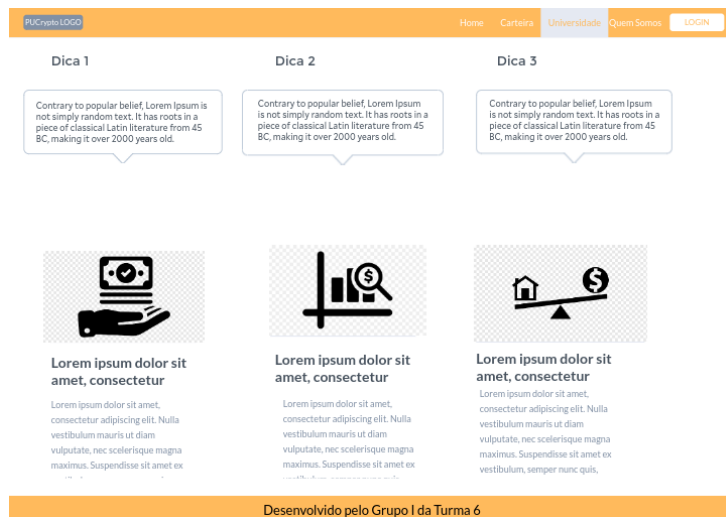 PUCrypto LOGO
Home Carteira Universidade Quem Somos LOGIN
Dica 1
Dica 2
Dica 3
Contrary to popular belief, Lorem Ipsum is
not simply random text. It has roots in a
piece of classical Latin literature from 45
BC, making it over 2000 years old.
Contrary to popular belief, Lorem Ipsum
is not simply random text. It has roots in
a piece of classical Latin literature from
45 BC, making it over 2000 years old.
Contrary to popular belief, Lorem Ipsum
is not simply random text. It has roots in a
piece of classical Latin literature from 45
BC, making it over 2000 years old.
Lorem ipsum dolor sit
amet, consectetur
Lorem ipsum dolor sit amet,
consectetur adipiscing elit. Nulla
vestibulum mauris ut diam
vulputate, nec scelerisque magna
maximus. Suspendisse sit amet ex
Lorem ipsum dolor sit
amet, consectetur
Lorem ipsum dolor sit amet,
consectetur adipiscing elit. Nulla
vestibulum mauris ut diam
vulputate, nec scelerisque magna
maximus. Suspendisse sit amet ex
Lorem ipsum dolor sit
amet, consectetur
Lorem ipsum dolor sit amet,
consectetur adipiscing elit. Nulla
vestibulum mauris ut diam
vulputate, nec scelerisque magna
maximus. Suspendisse sit amet ex
vestibulum, semper nunc quis,
Desenvolvido pelo Grupo I da Turma 6